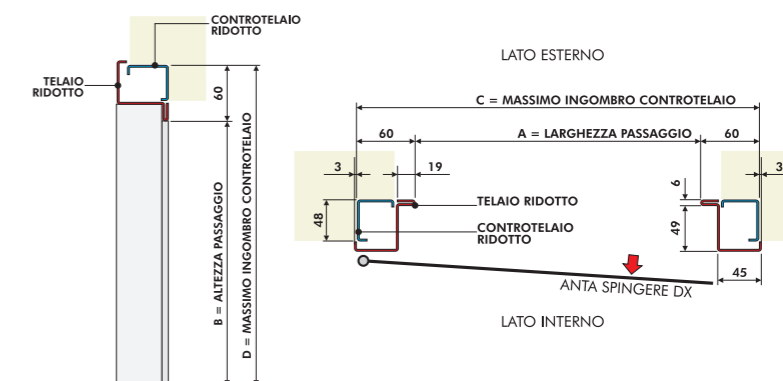 CONTROTELAIO
RIDOTTO
TELAIO
RIDOTTO
60
B = ALTEZZA PASSAGGIO
D = MASSIMO INGOMBRO CONTROTELAIO
LATO ESTERNO
C = MASSIMO INGOMBRO CONTROTELAIO
60
A = LARGHEZZA PASSAGGIO
60
3
19
3
6
48
TELAIO RIDOTTO
CONTROTELAIO
RIDOTTO
49
45
ANTA SPINGERE DX
LATO INTERNO